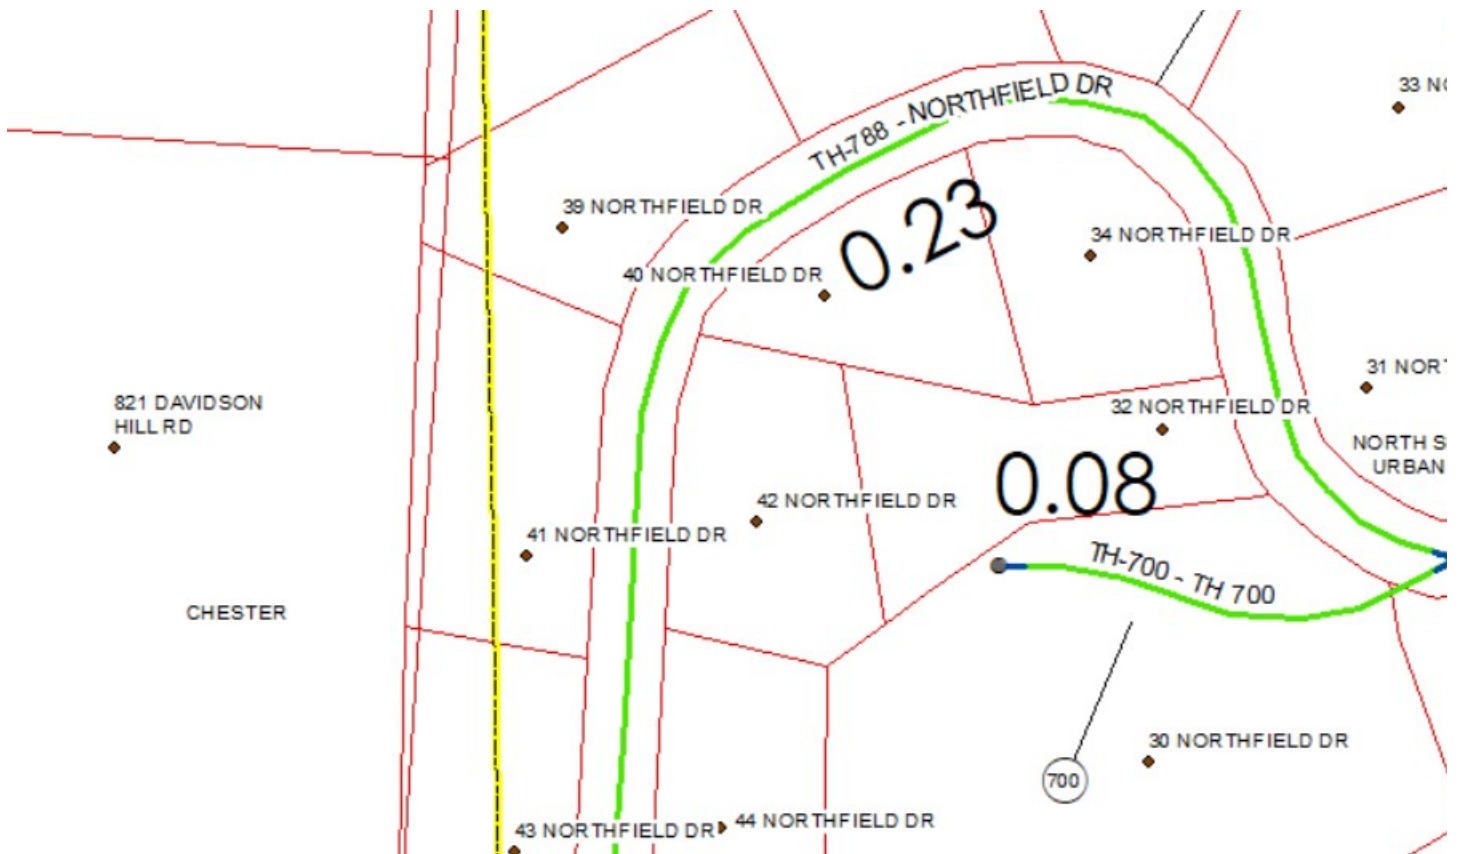 33 NO
TH-788 - NORTHFIELD DR
39 NORTHFIELD DR
0.23
34 NORTHFIELD DR
40 NORTHFIELD DR
31 NORT
821 DAVIDSON
HILL RD
32 NORTHFIELD DR
NORTH S
URBAN
0.08
42 NORTHFIELD DR
41 NORTHFIELD DR
TH-700 - TH 700
CHESTER
30 NORTHFIELD DR
700
44 NORTHFIELD DR
43 NORTHFIELD DR